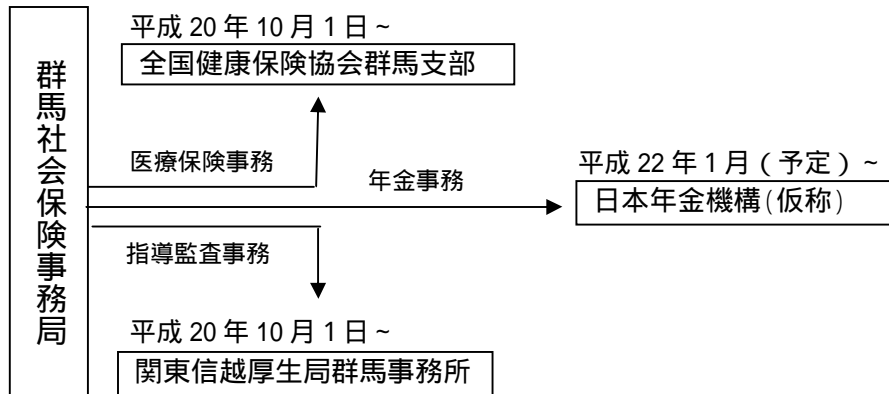 群馬社会保険事務局
平成 20 年 10 月 1 日 ~
全国健康保険協会群馬支部
医療保険事務
年金事務
平成 22 年 1 月 ( 予定 ) ~
日本年金機構(仮称)
指導監査事務
平成 20 年 10 月 1 日 ~
関東信越厚生局群馬事務所